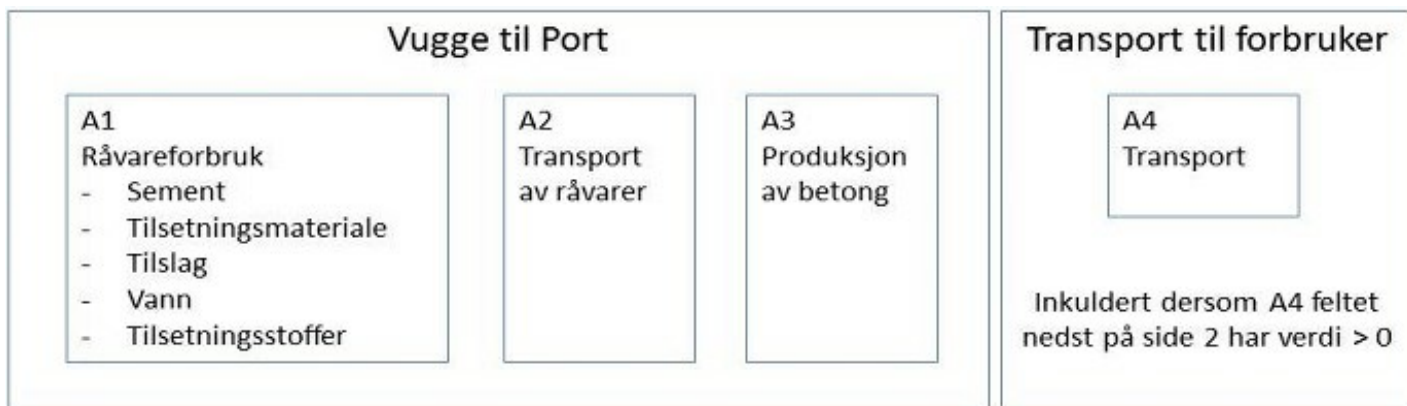 Vugge til Port
A1
Råvareforbruk
- Sement
- Tilsetningsmateriale
- Tilslag
- Vann
- Tilsetningsstoffer
A2
Transport
av råvarer
A3
Produksjon
av betong
Transport til forbruker
A4
Transport
Inkuldert dersom A4 feltet
nedst på side 2 har verdi > 0